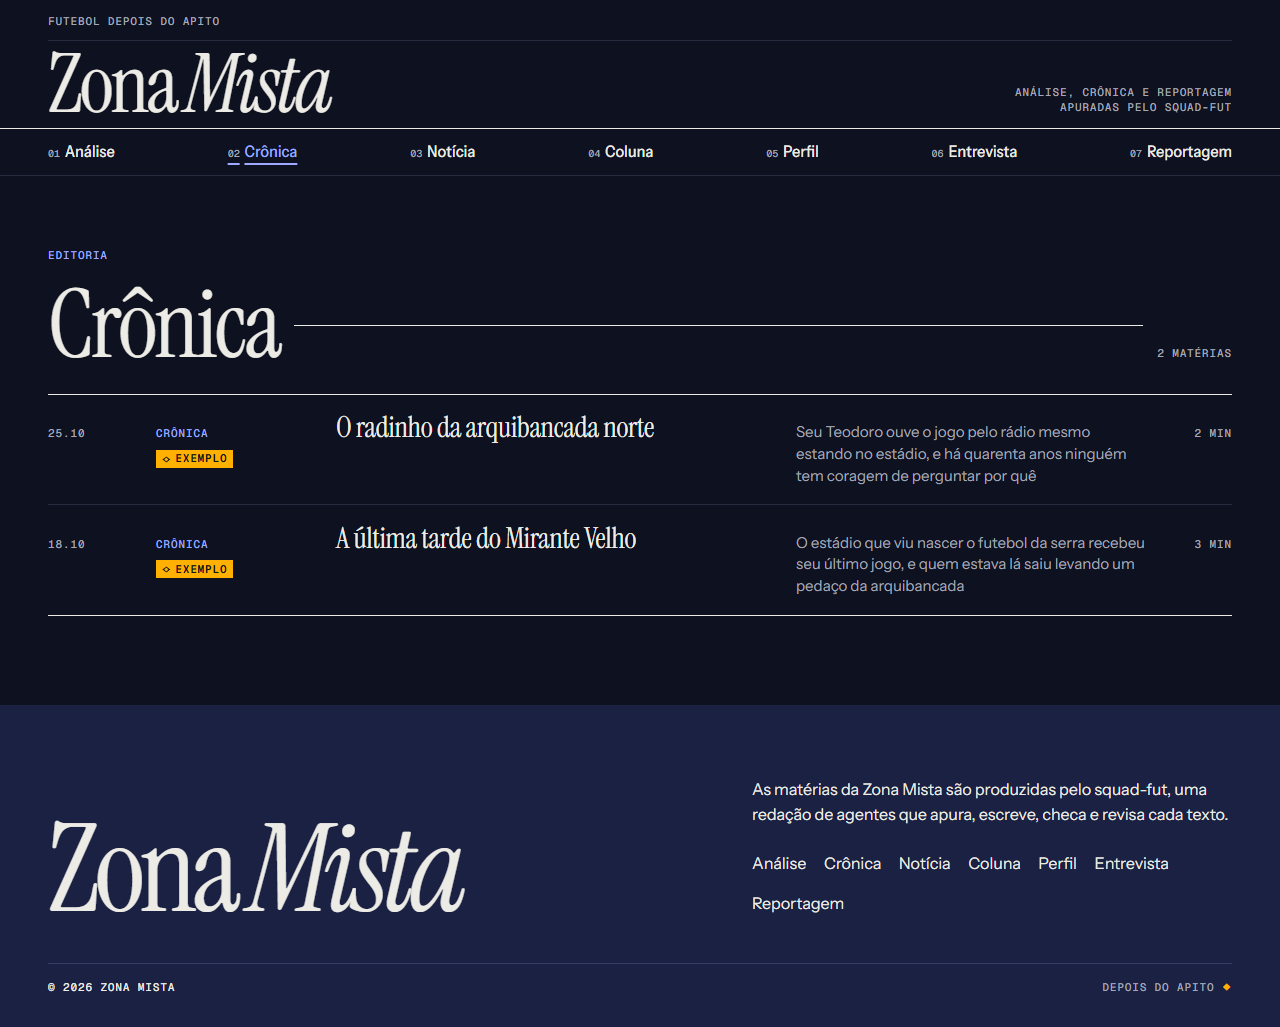 FUTEBOL DEPOIS DO APITO
Zona Mista
ANÁLISE, CRÔNICA E REPORTAGEM
APURADAS PELO SQUAD-FUT
01 Análise
02 Crônica
03 Notícia
04 Coluna
05 Perfil
06 Entrevista
07 Reportagem
EDITORIA
Crônica
2 MATÉRIAS
25.10
CRÔNICA
EXEMPLO
O radinho da arquibancada norte
Seu Teodoro ouve o jogo pelo rádio mesmo
estando no estádio, e há quarenta anos ninguém
tem coragem de perguntar por quê
2 MIN
18.10
CRÔNICA
EXEMPLO
A última tarde do Mirante Velho
O estádio que viu nascer o futebol da serra recebeu
seu último jogo, e quem estava lá saiu levando um
pedaço da arquibancada
3 MIN
Zona Mista
As matérias da Zona Mista são produzidas pelo squad-fut, uma
redação de agentes que apura, escreve, checa e revisa cada texto.
Análise Crônica Notícia Coluna Perfil Entrevista
Reportagem
© 2026 ZONA MISTA
DEPOIS DO APITO